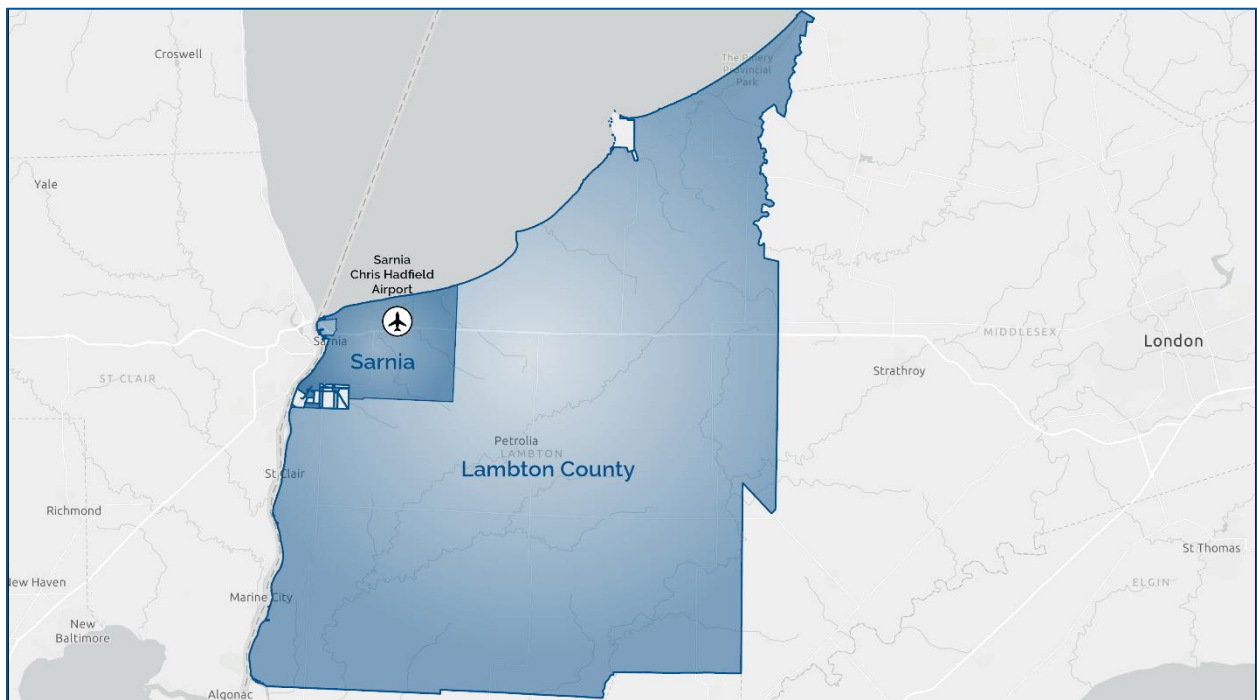 Croswell
The Pinery
Provincial
Park
Yale
Sarnia
Chris Hadfield
Airport
MIDDLESEX
London
Sarnia
Sarnia
Strathroy
ST CLAIR
Petrolia
LAMBTON
Lambton County
St Clair
Richmond
St Thomas
New Haven
ELGIN
Marine City
New
Baltimore
Algonac